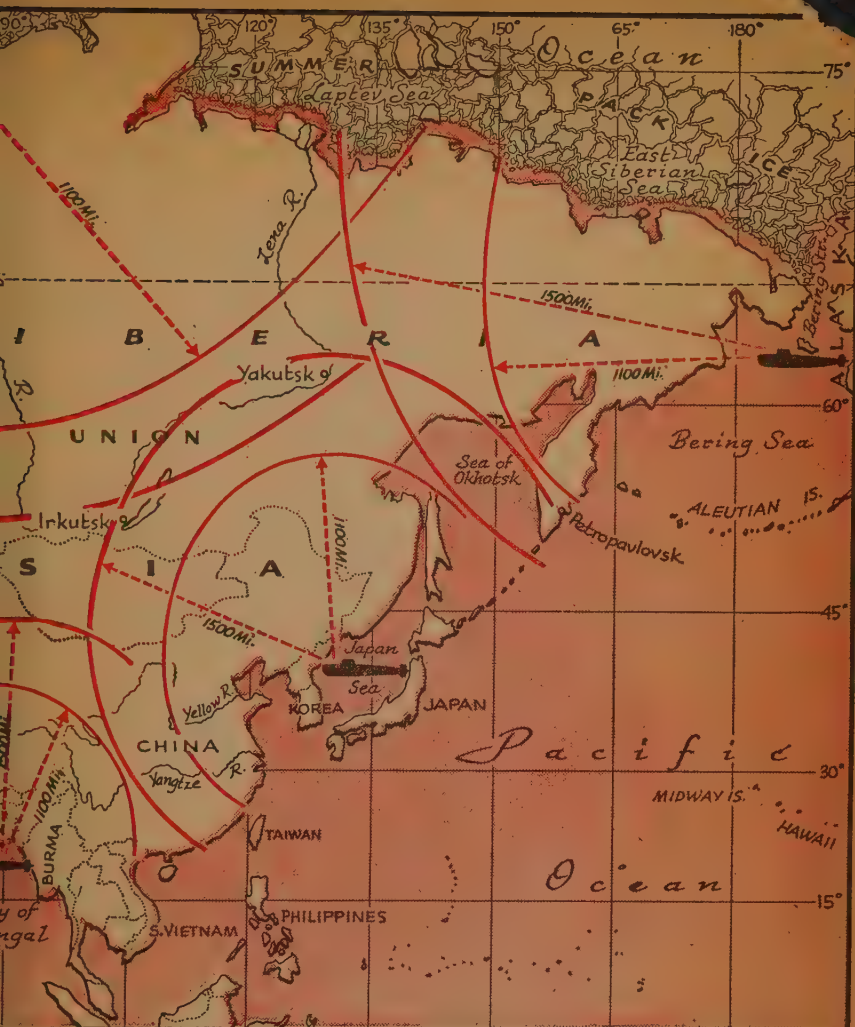 90°
120°
135°
150°
65°
180°
Ocean
75°
SUMMER
PACK
ICE
Laptev Sea
East
Siberian
Sea
1100Mi.
Lena R.
ALASKA
Bering Str.
1500Mi.
I B E R I A
R.
1100Mi.
Yakutsk
60°
UNION
Bering Sea
Sea of
Okhotsk
ALEUTIAN IS.
Irkutsk
Petropavlovsk
S I A
1100Mi.
1500Mi.
45°
Japan
Sea
Yellow R.
KOREA
JAPAN
CHINA
Pacific
Yangtze R.
30°
1100Mi.
MIDWAY IS.
HAWAII
BURMA
TAIWAN
Ocean
15°
y of
ngal
S.VIETNAM
PHILIPPINES